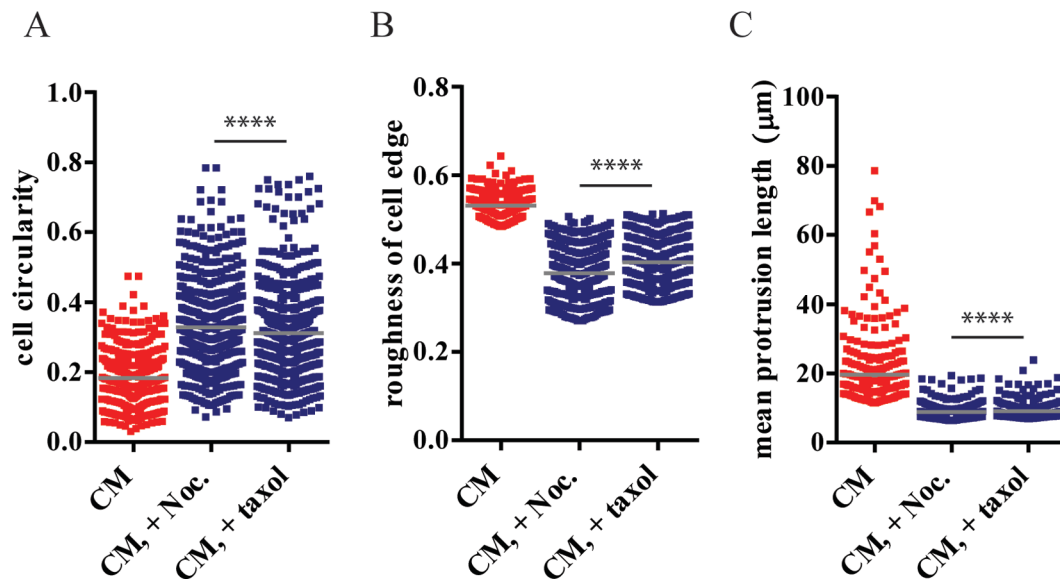 A
cell circularity
1.0
0.8
0.6
0.4
0.2
0.0
****
CM
CM, + Noc.
CM, + taxol
B
roughness of cell edge
0.8
0.6
0.4
0.2
0.0
****
CM
CM, + Noc.
CM, + taxol
C
mean protrusion length (μm)
100
80
60
40
20
0
****
CM
CM, + Noc.
CM, + taxol